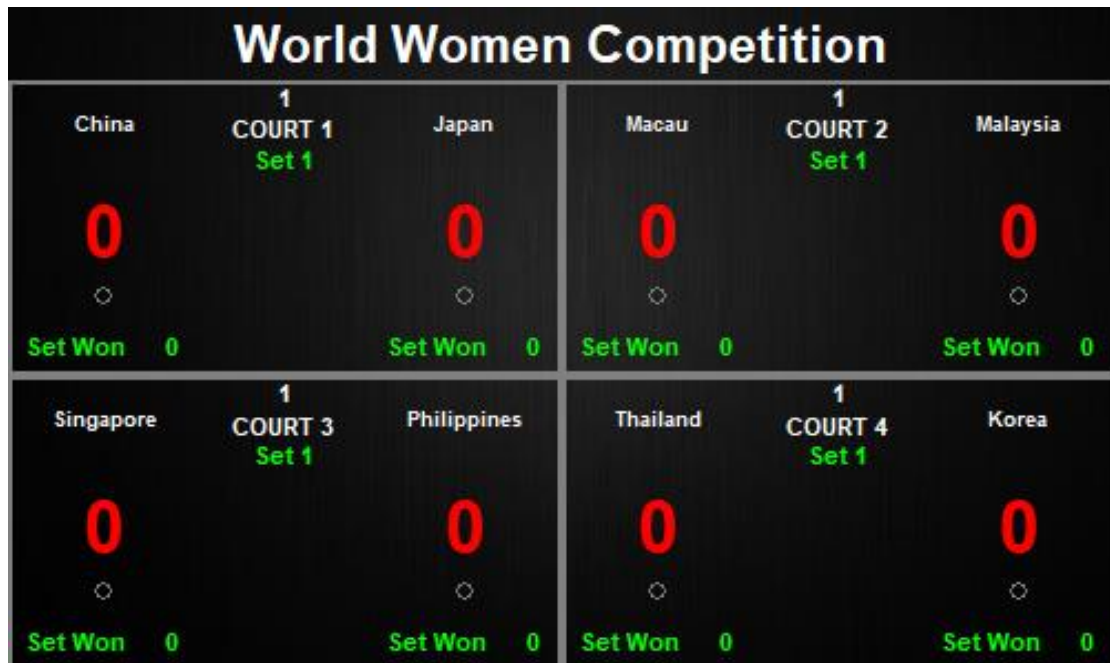 World Women Competition
1
China COURT 1 Japan
Set 1
0 0
Set Won 0 Set Won 0
1
Macau COURT 2 Malaysia
Set 1
0 0
Set Won 0 Set Won 0
1
Singapore COURT 3 Philippines
Set 1
0 0
Set Won 0 Set Won 0
1
Thailand COURT 4 Korea
Set 1
0 0
Set Won 0 Set Won 0